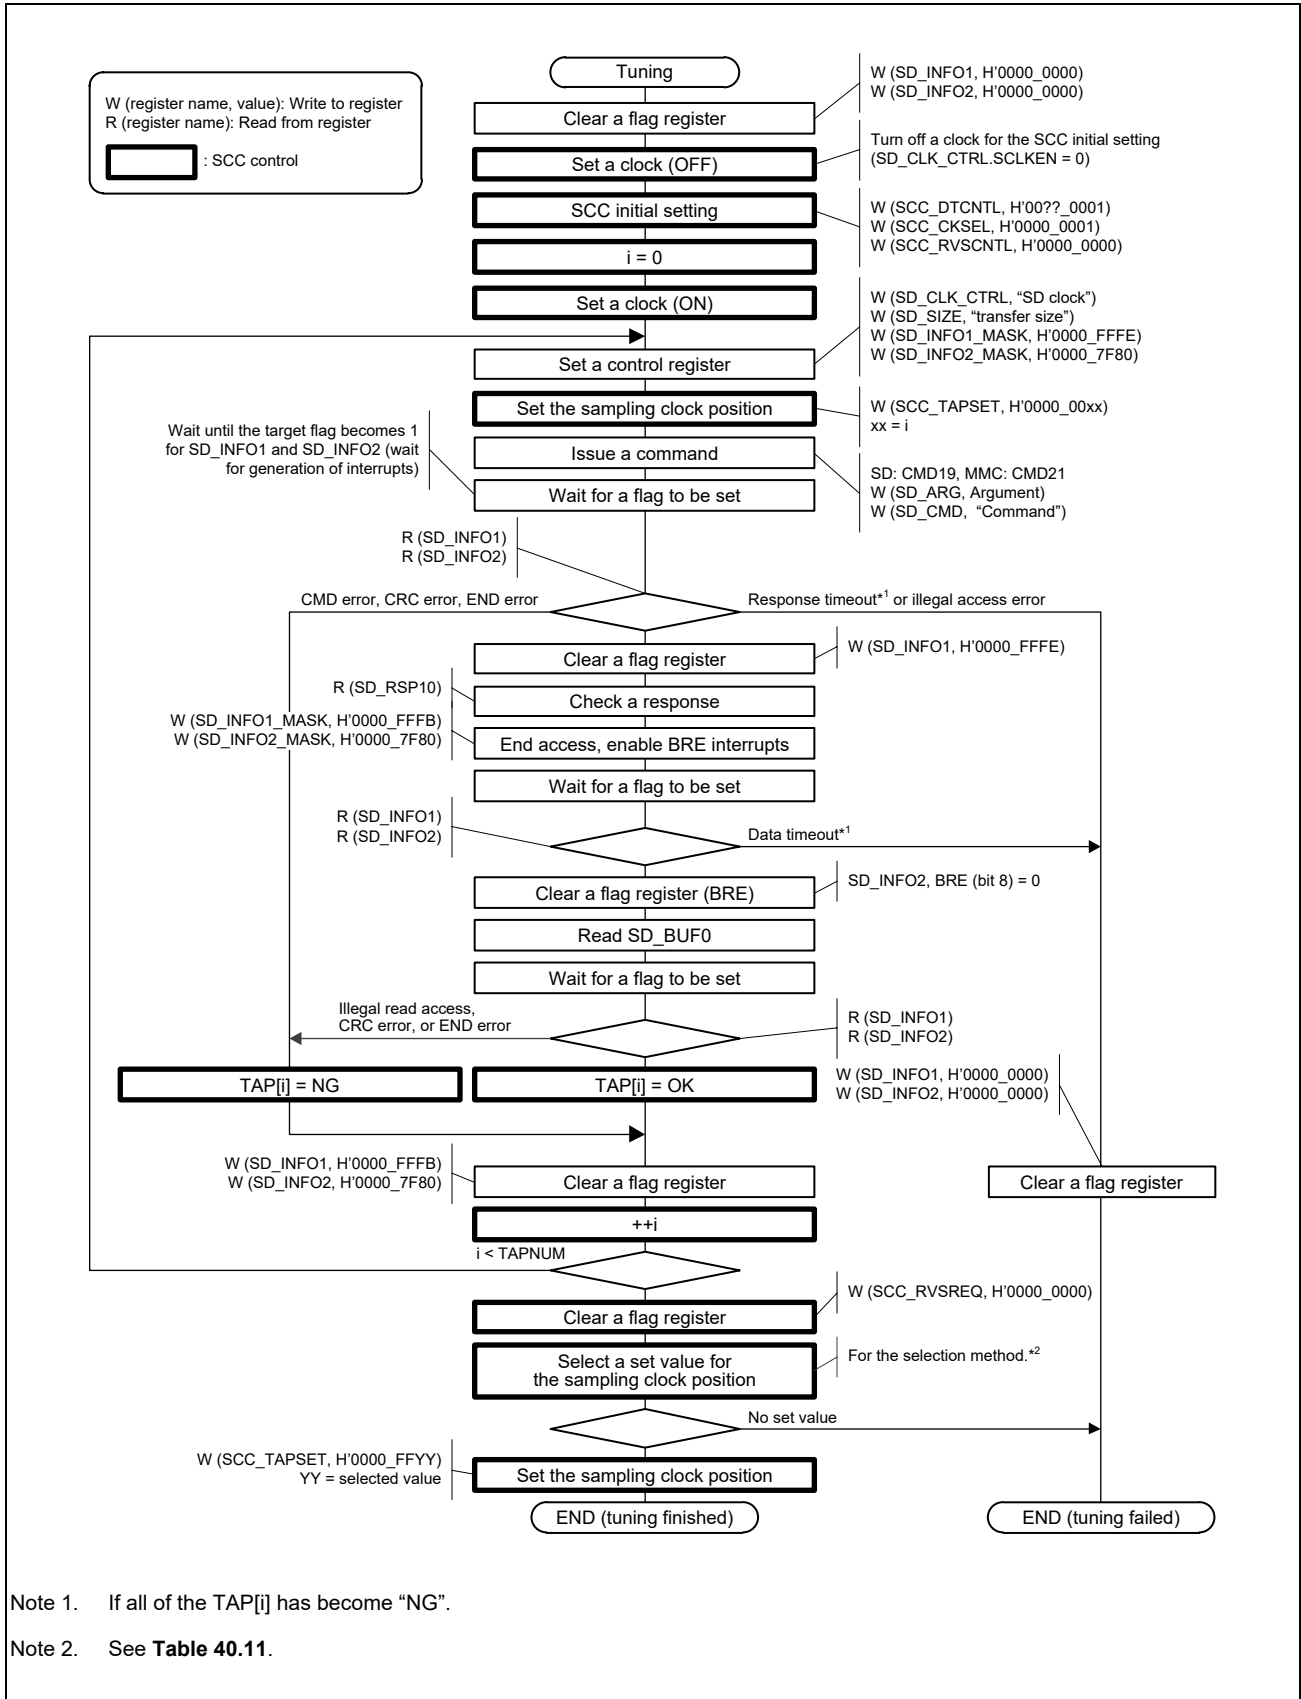 W (register name, value): Write to register
R (register name): Read from register
: SCC control
Tuning
W (SD_INFO1, H'0000_0000)
W (SD_INFO2, H'0000_0000)
Clear a flag register
Turn off a clock for the SCC initial setting
(SD_CLK_CTRL.SCLKEN = 0)
Set a clock (OFF)
SCC initial setting
W (SCC_DTCNTL, H'00??_0001)
W (SCC_CKSEL, H'0000_0001)
W (SCC_RVSCNTL, H'0000_0000)
i = 0
Set a clock (ON)
W (SD_CLK_CTRL, “SD clock”)
W (SD_SIZE, “transfer size”)
W (SD_INFO1_MASK, H'0000_FFFE)
W (SD_INFO2_MASK, H'0000_7F80)
Set a control register
Set the sampling clock position
W (SCC_TAPSET, H'0000_00xx)
xx = i
Wait until the target flag becomes 1
for SD_INFO1 and SD_INFO2 (wait
for generation of interrupts)
Issue a command
SD: CMD19, MMC: CMD21
W (SD_ARG, Argument)
W (SD_CMD, “Command”)
Wait for a flag to be set
R (SD_INFO1)
R (SD_INFO2)
CMD error, CRC error, END error
Response timeout*1 or illegal access error
Clear a flag register
W (SD_INFO1, H'0000_FFFE)
R (SD_RSP10)
Check a response
W (SD_INFO1_MASK, H'0000_FFFB)
W (SD_INFO2_MASK, H'0000_7F80)
End access, enable BRE interrupts
Wait for a flag to be set
R (SD_INFO1)
R (SD_INFO2)
Data timeout*1
Clear a flag register (BRE)
SD_INFO2, BRE (bit 8) = 0
Read SD_BUF0
Wait for a flag to be set
Illegal read access,
CRC error, or END error
R (SD_INFO1)
R (SD_INFO2)
TAP[i] = NG
TAP[i] = OK
W (SD_INFO1, H'0000_0000)
W (SD_INFO2, H'0000_0000)
W (SD_INFO1, H'0000_FFFB)
W (SD_INFO2, H'0000_7F80)
Clear a flag register
Clear a flag register
++i
i < TAPNUM
W (SCC_RVSREQ, H'0000_0000)
Clear a flag register
Select a set value for
the sampling clock position
For the selection method.*2
No set value
W (SCC_TAPSET, H'0000_FFYY)
YY = selected value
Set the sampling clock position
END (tuning finished)
END (tuning failed)
Note 1. If all of the TAP[i] has become “NG”.
Note 2. See Table 40.11.